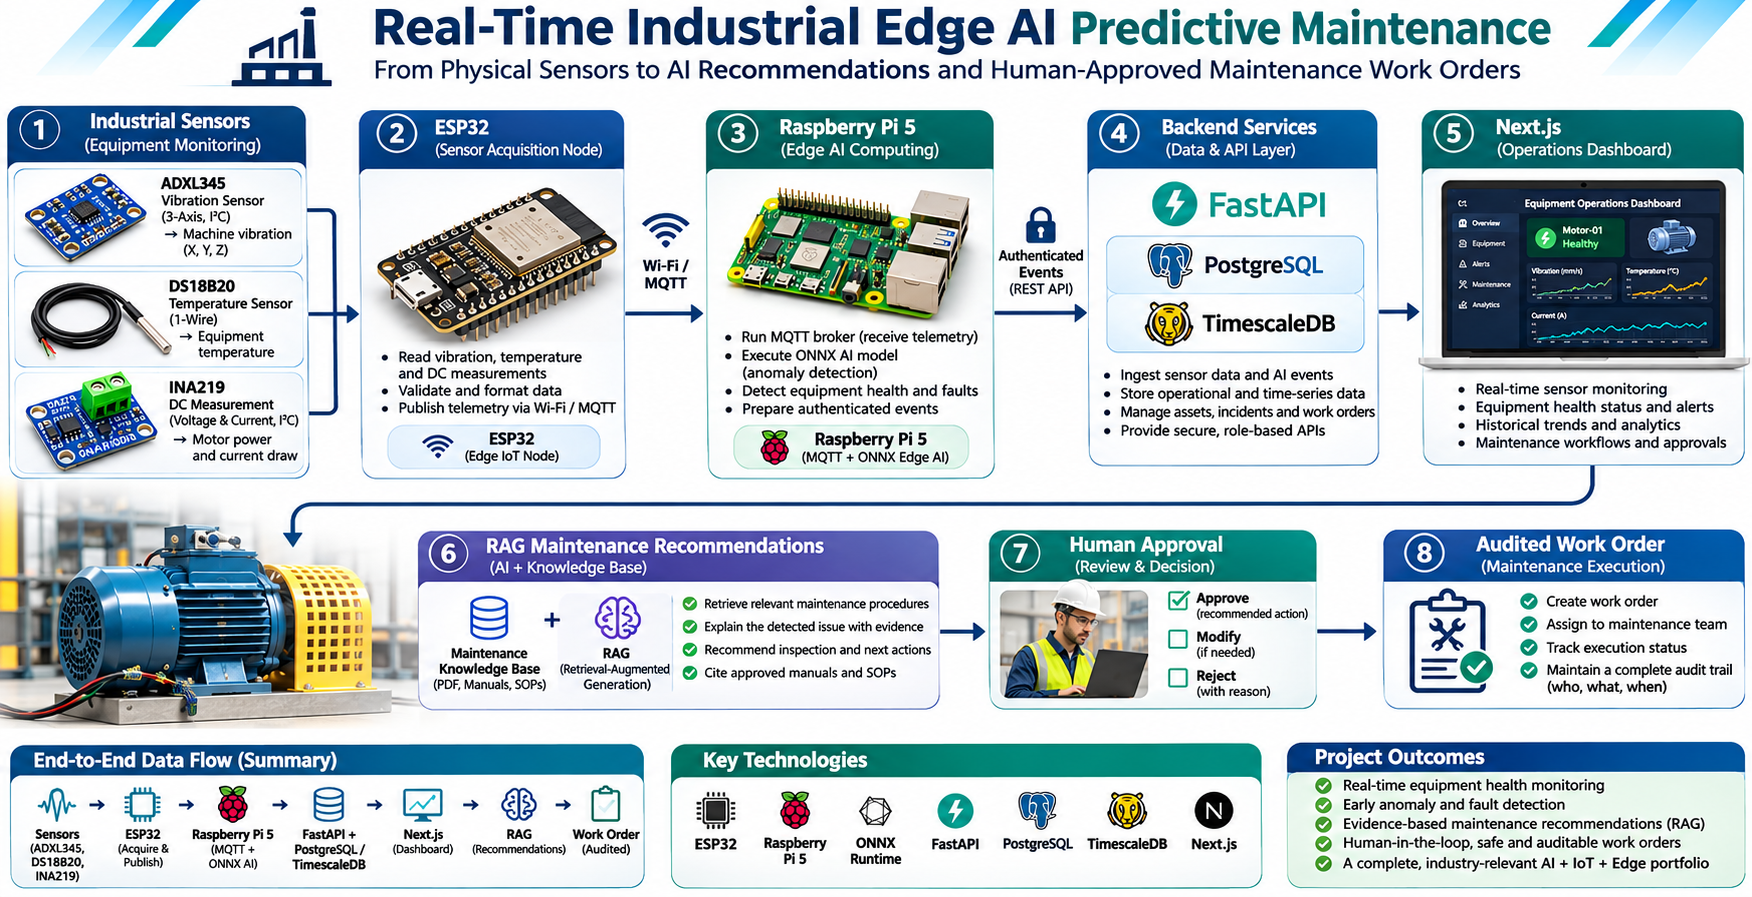 Real-Time Industrial Edge AI Predictive Maintenance
From Physical Sensors to AI Recommendations and Human-Approved Maintenance Work Orders
1
Industrial Sensors
(Equipment Monitoring)
ADXL345
Vibration Sensor
(3-Axis, I²C)
→ Machine vibration
(X, Y, Z)
DS18B20
Temperature Sensor
(1-Wire)
→ Equipment
temperature
INA219
DC Measurement
(Voltage & Current, I²C)
→ Motor power
and current draw
2
ESP32
(Sensor Acquisition Node)
• Read vibration, temperature
and DC measurements
• Validate and format data
• Publish telemetry via Wi-Fi / MQTT
ESP32
(Edge IoT Node)
Wi-Fi /
MQTT
3
Raspberry Pi 5
(Edge AI Computing)
• Run MQTT broker (receive telemetry)
• Execute ONNX AI model
(anomaly detection)
• Detect equipment health and faults
• Prepare authenticated events
Raspberry Pi 5
(MQTT + ONNX Edge AI)
Authenticated
Events
(REST API)
4
Backend Services
(Data & API Layer)
FastAPI
PostgreSQL
TimescaleDB
• Ingest sensor data and AI events
• Store operational and time-series data
• Manage assets, incidents and work orders
• Provide secure, role-based APIs
5
Next.js
(Operations Dashboard)
Equipment Operations Dashboard
Overview
Equipment
Alerts
Maintenance
Analytics
Motor-01
Healthy
Vibration (mm/s)
Temperature (°C)
Current (A)
• Real-time sensor monitoring
• Equipment health status and alerts
• Historical trends and analytics
• Maintenance workflows and approvals
6
RAG Maintenance Recommendations
(AI + Knowledge Base)
Maintenance
Knowledge Base
(PDF, Manuals, SOPs)
+
RAG
(Retrieval-Augmented
Generation)
Retrieve relevant maintenance procedures
Explain the detected issue with evidence
Recommend inspection and next actions
Cite approved manuals and SOPs
7
Human Approval
(Review & Decision)
Approve
(recommended action)
Modify
(if needed)
Reject
(with reason)
8
Audited Work Order
(Maintenance Execution)
Create work order
Assign to maintenance team
Track execution status
Maintain a complete audit trail
(who, what, when)
End-to-End Data Flow (Summary)
Sensors
(ADXL345,
DS18B20,
INA219)
ESP32
(Acquire &
Publish)
Raspberry Pi 5
(MQTT +
ONNX AI)
FastAPI +
PostgreSQL /
TimescaleDB
Next.js
(Dashboard)
RAG
(Recommendations)
Work Order
(Audited)
Key Technologies
ESP32
Raspberry
Pi 5
ONNX
Runtime
FastAPI
PostgreSQL
TimescaleDB
N
Next.js
Project Outcomes
Real-time equipment health monitoring
Early anomaly and fault detection
Evidence-based maintenance recommendations (RAG)
Human-in-the-loop, safe and auditable work orders
A complete, industry-relevant AI + IoT + Edge portfolio